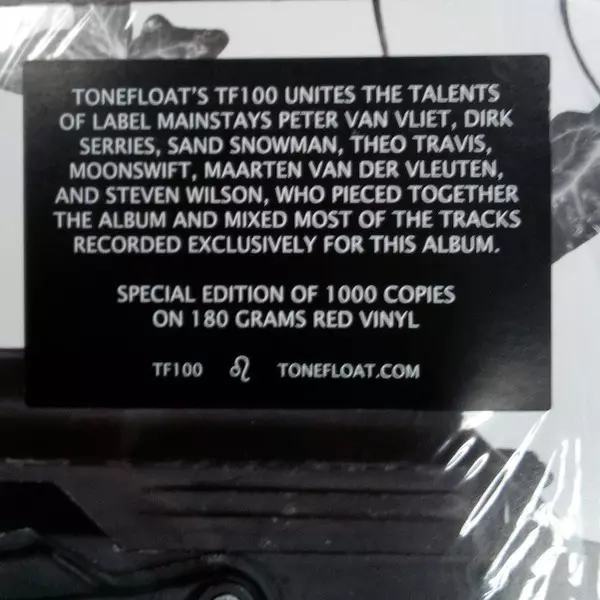 TONEFLOAT'S TF100 UNITES THE TALENTS
OF LABEL MAINSTAYS PETER VAN VLIET, DIRK
SERRIES, SAND SNOWMAN, THEO TRAVIS,
MOONSWIFT, MAARTEN VAN DER VLEUTEN,
AND STEVEN WILSON, WHO PIECED TOGETHER
THE ALBUM AND MIXED MOST OF THE TRACKS
RECORDED EXCLUSIVELY FOR THIS ALBUM.
SPECIAL EDITION OF 1000 COPIES
ON 180 GRAMS RED VINYL
TF100 ♌ TONEFLOAT.COM